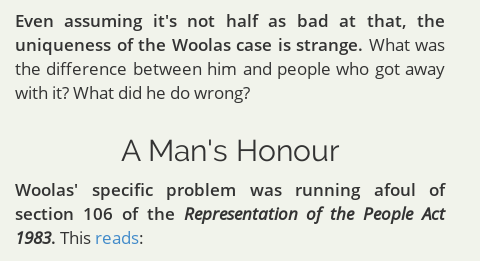 Even assuming it's not half as bad at that, the
uniqueness of the Woolas case is strange. What was
the difference between him and people who got away
with it? What did he do wrong?
A Man's Honour
Woolas' specific problem was running afoul of
section 106 of the Representation of the People Act
1983. This reads: